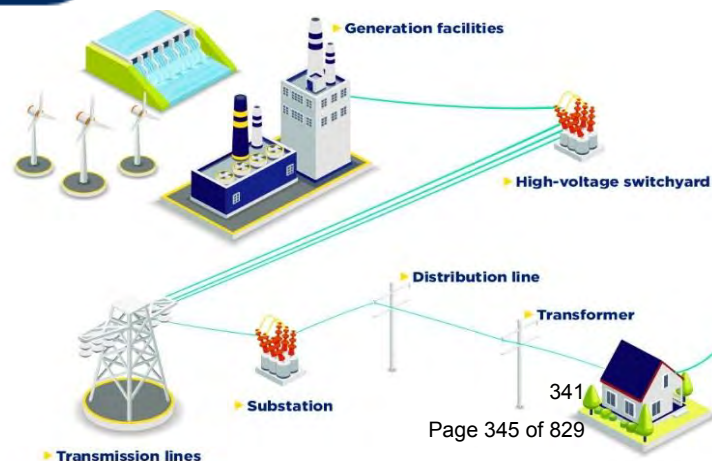 Generation facilities
High-voltage switchyard
Distribution line
Transformer
341
Substation
Page 345 of 829
Transmission lines